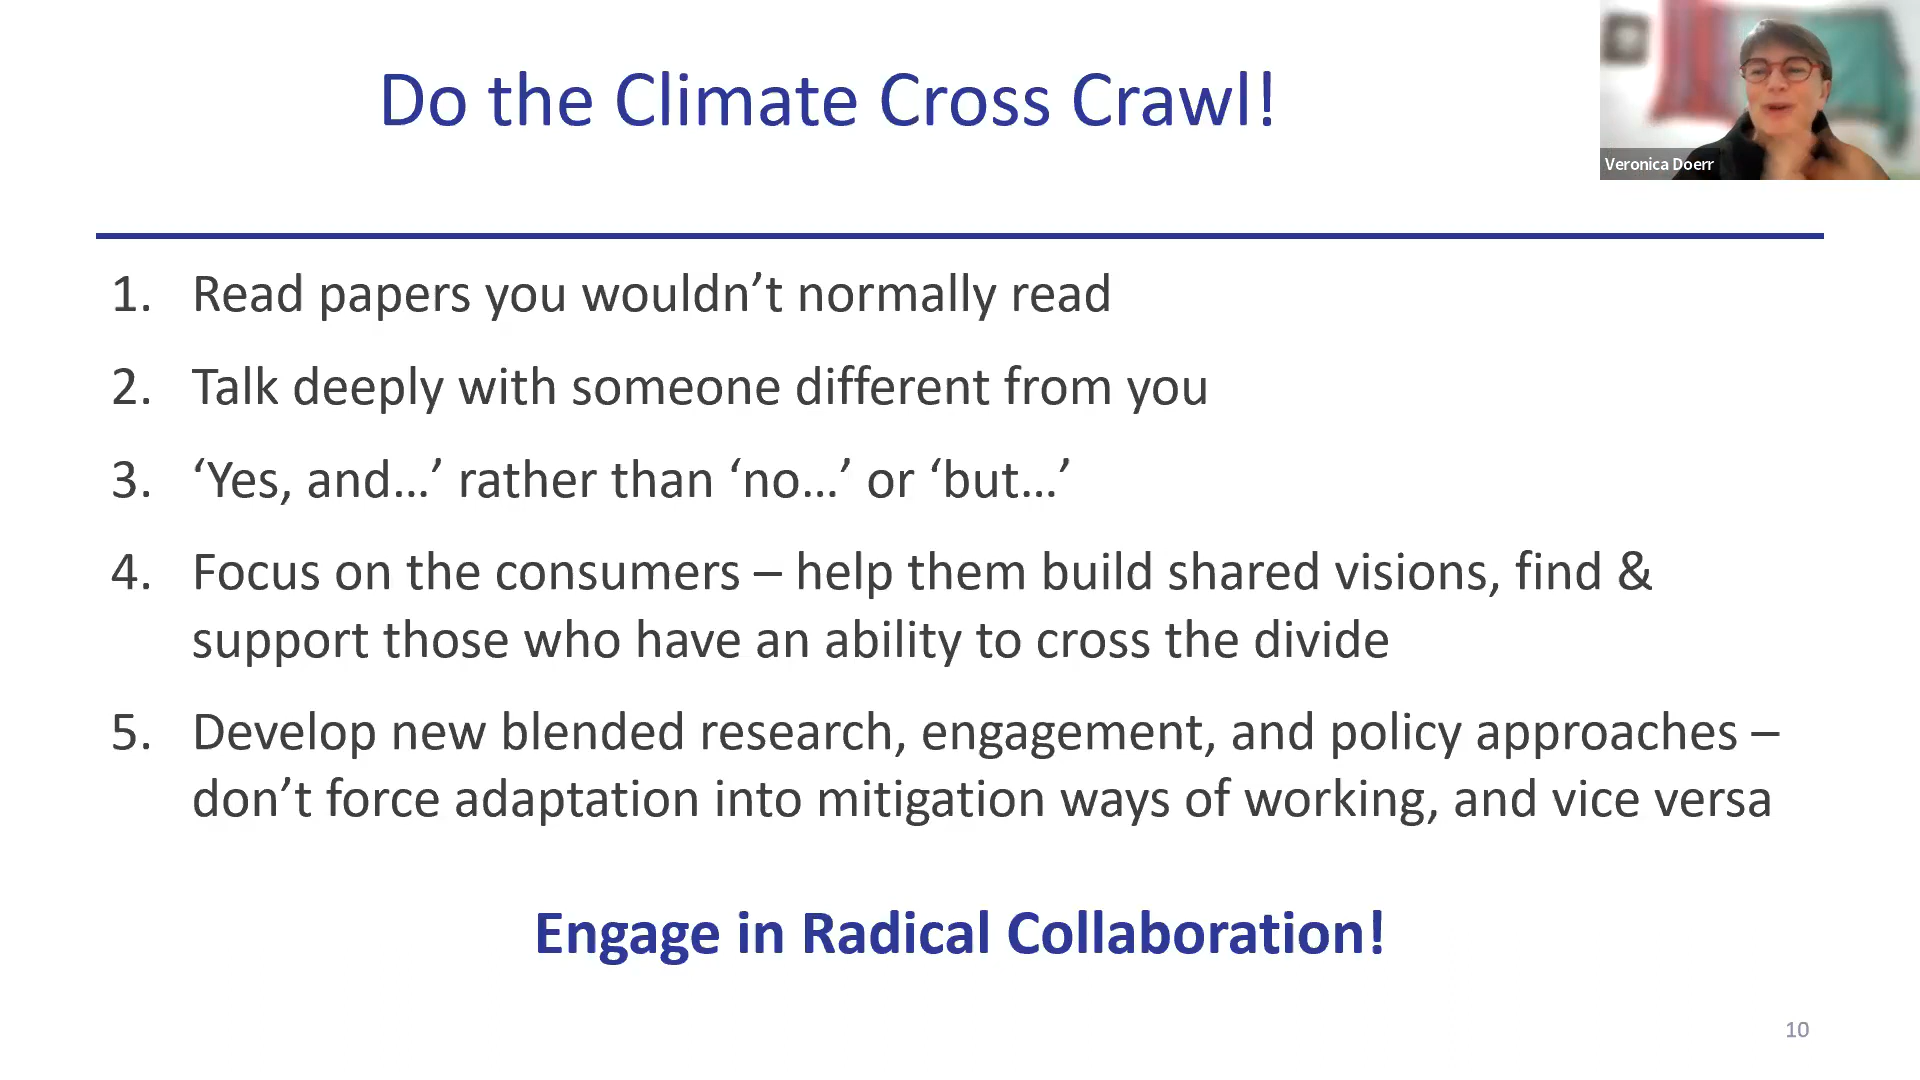 Do the Climate Cross Crawl!
Veronica Doerr
1. Read papers you wouldn’t normally read
2. Talk deeply with someone different from you
3. ‘Yes, and…’ rather than ‘no…’ or ‘but…’
4. Focus on the consumers – help them build shared visions, find &
support those who have an ability to cross the divide
5. Develop new blended research, engagement, and policy approaches –
don’t force adaptation into mitigation ways of working, and vice versa
Engage in Radical Collaboration!
10